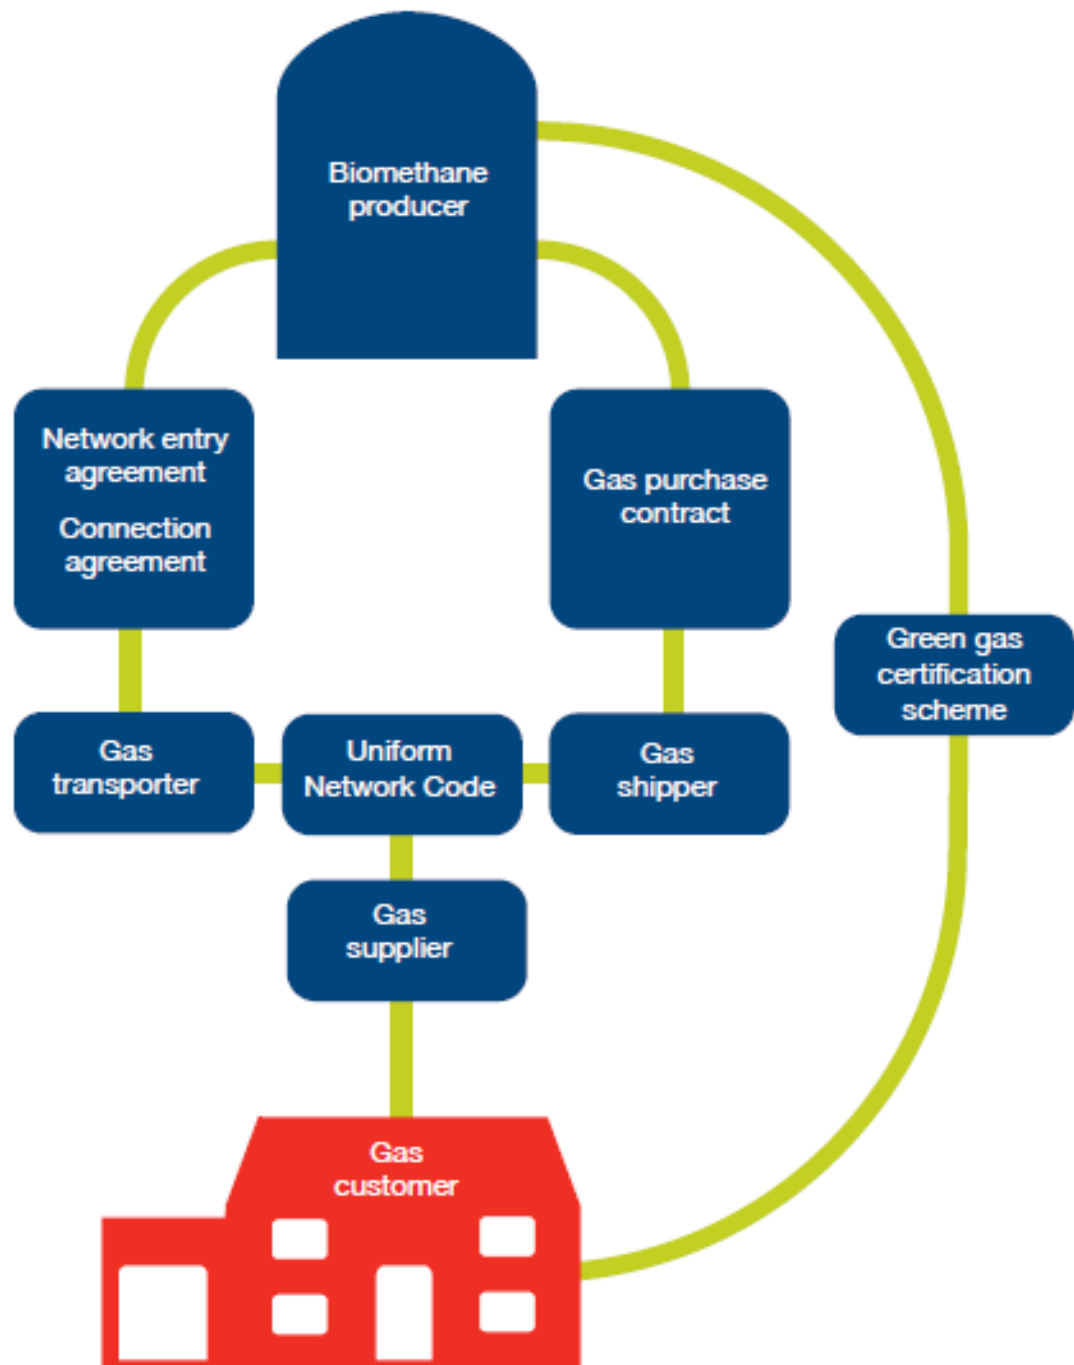 Biomethane
producer
Network entry
agreement
Connection
agreement
Gas purchase
contract
Green gas
certification
scheme
Gas
transporter
Uniform
Network Code
Gas
shipper
Gas
supplier
Gas
customer